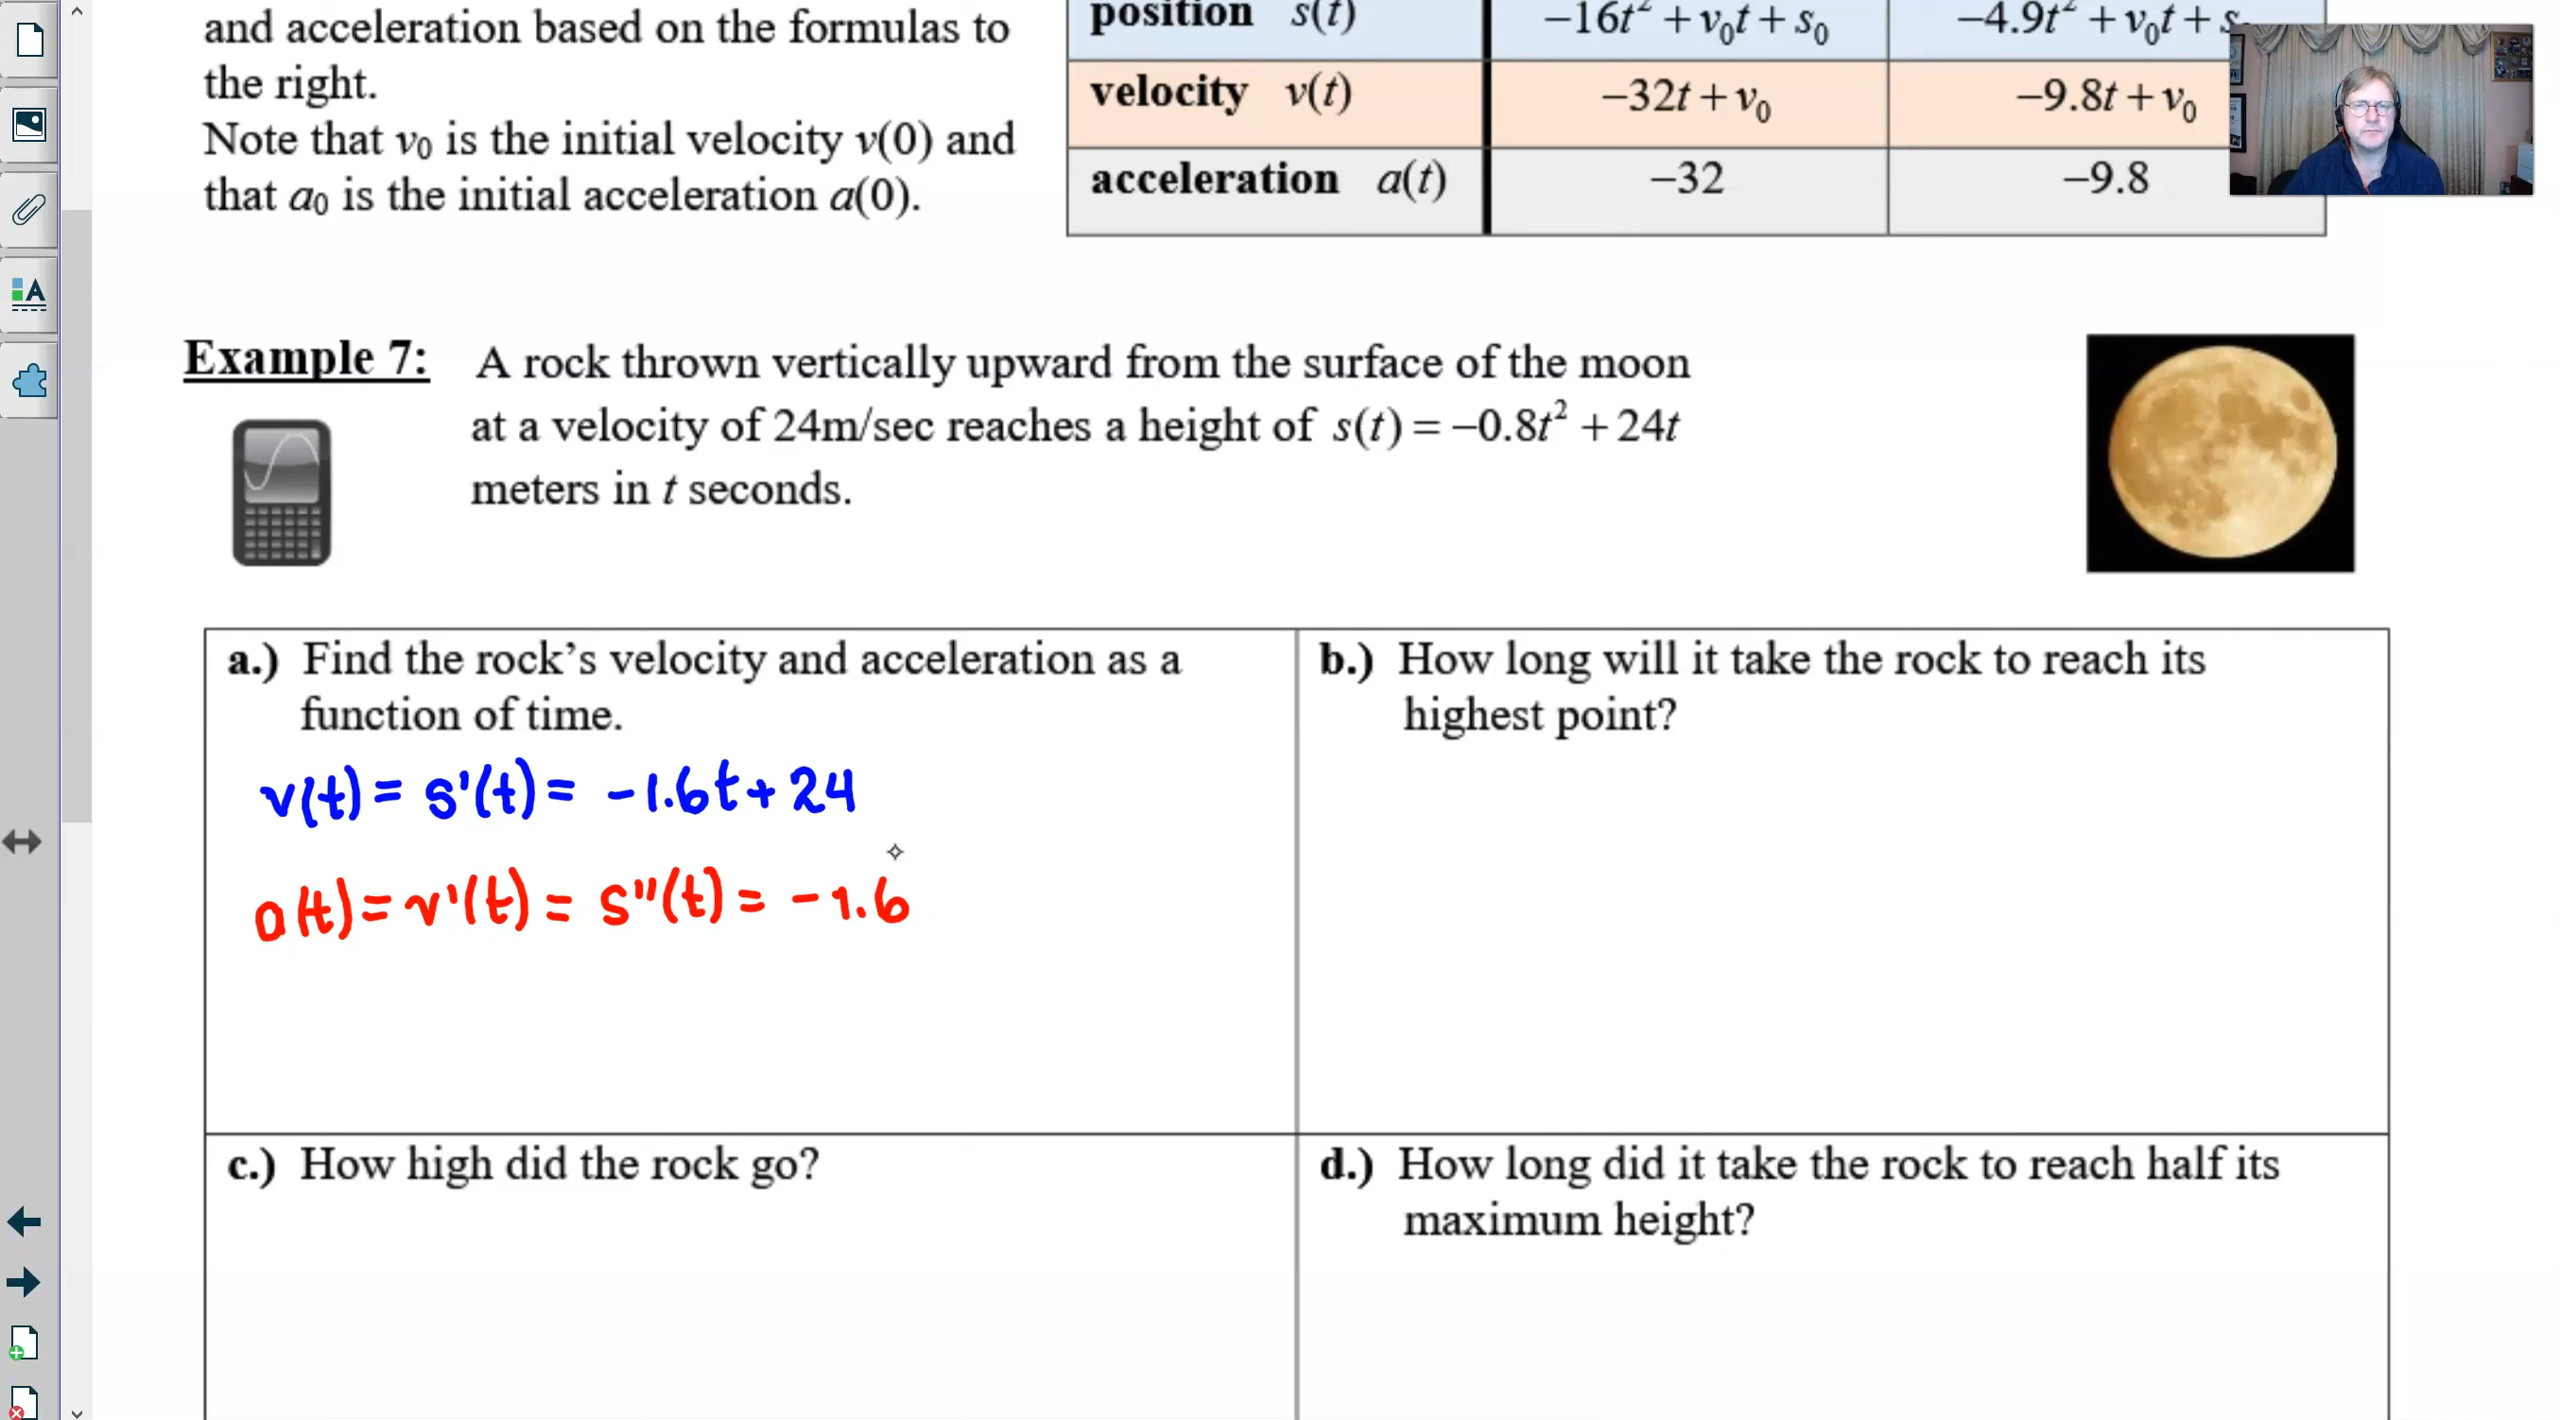 and acceleration based on the formulas to
the right.
Note that v₀ is the initial velocity v(0) and
that a₀ is the initial acceleration a(0).
position s(t) −16t² + v₀t + s₀ −4.9t² + v₀t + s
velocity v(t) −32t + v₀ −9.8t + v₀
acceleration a(t) −32 −9.8
Example 7: A rock thrown vertically upward from the surface of the moon
at a velocity of 24m/sec reaches a height of s(t) = −0.8t² + 24t
meters in t seconds.
a.) Find the rock’s velocity and acceleration as a
function of time.
v(t) = s'(t) = -1.6t + 24
a(t) = v'(t) = s''(t) = -1.6
b.) How long will it take the rock to reach its
highest point?
c.) How high did the rock go?
d.) How long did it take the rock to reach half its
maximum height?